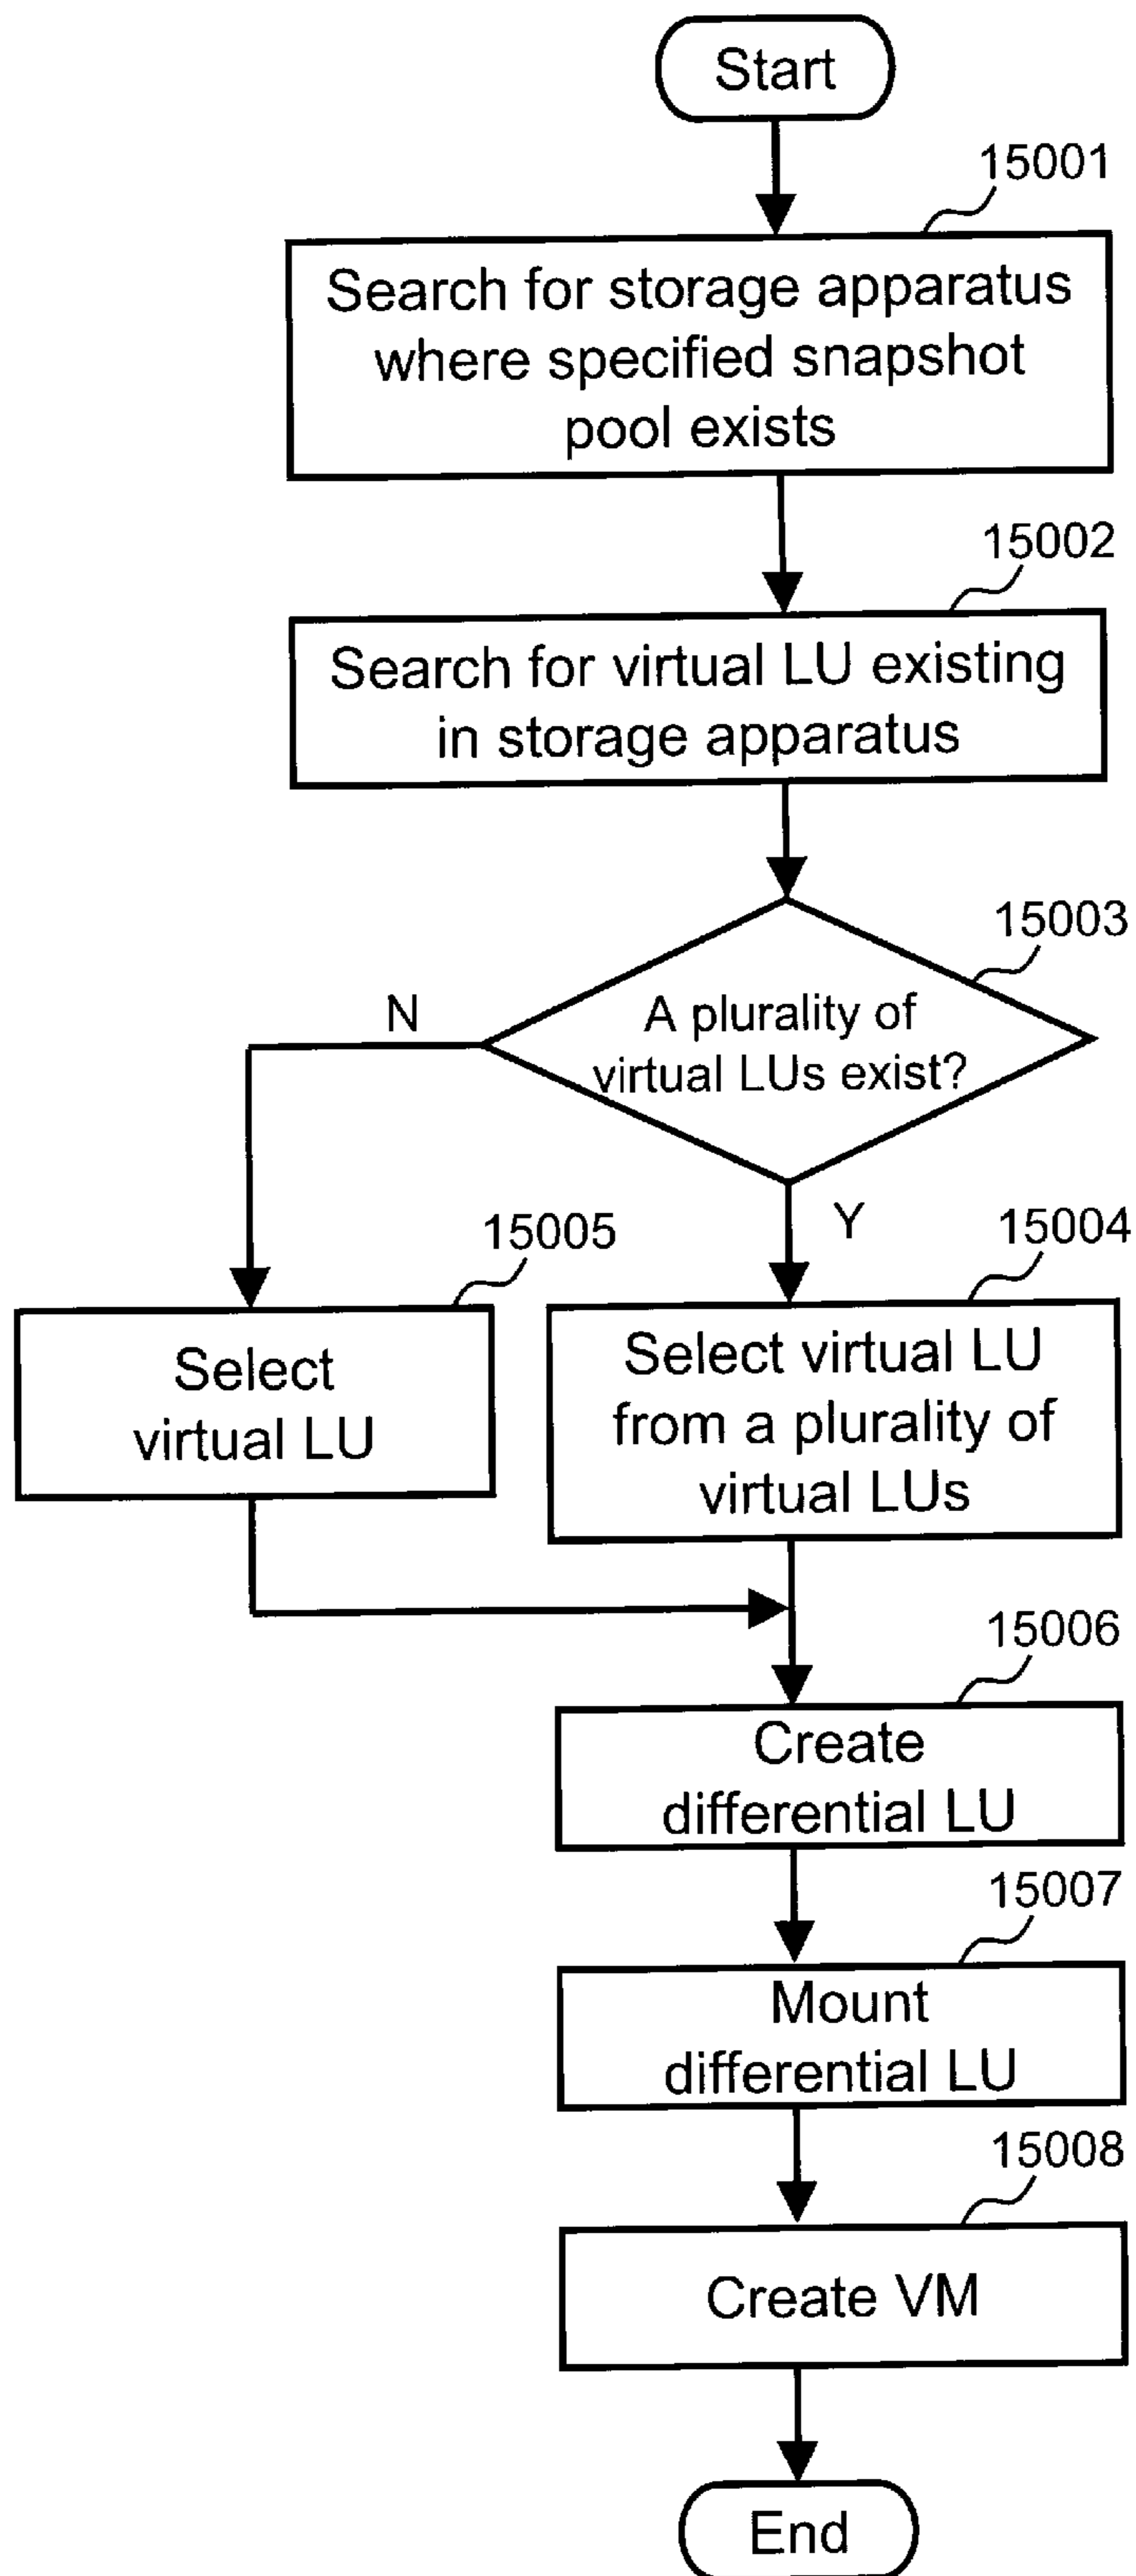 Start
15001
Search for storage apparatus
where specified snapshot
pool exists
15002
Search for virtual LU existing
in storage apparatus
15003
A plurality of
virtual LUs exist?
N
Y
15005
Select
virtual LU
15004
Select virtual LU
from a plurality of
virtual LUs
15006
Create
differential LU
15007
Mount
differential LU
15008
Create VM
End